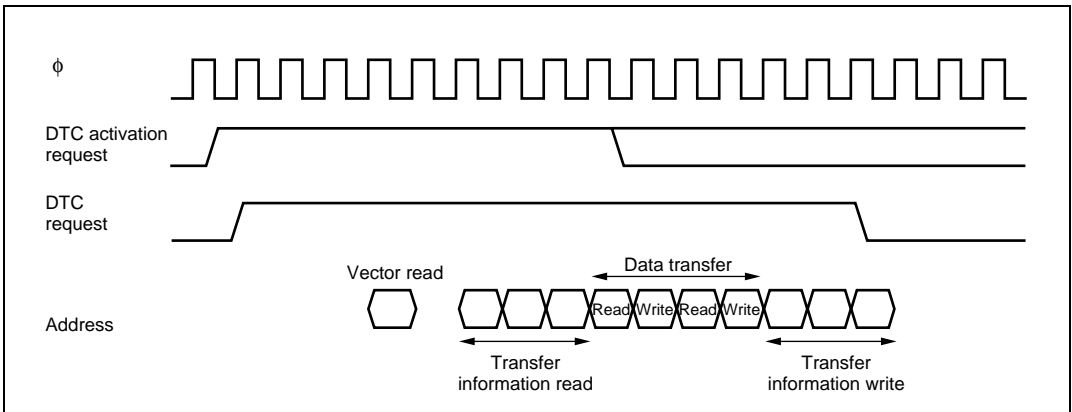 ϕ
DTC activation
request
DTC
request
Vector read
Data transfer
Address
Read Write Read Write
Transfer
information read
Transfer
information write